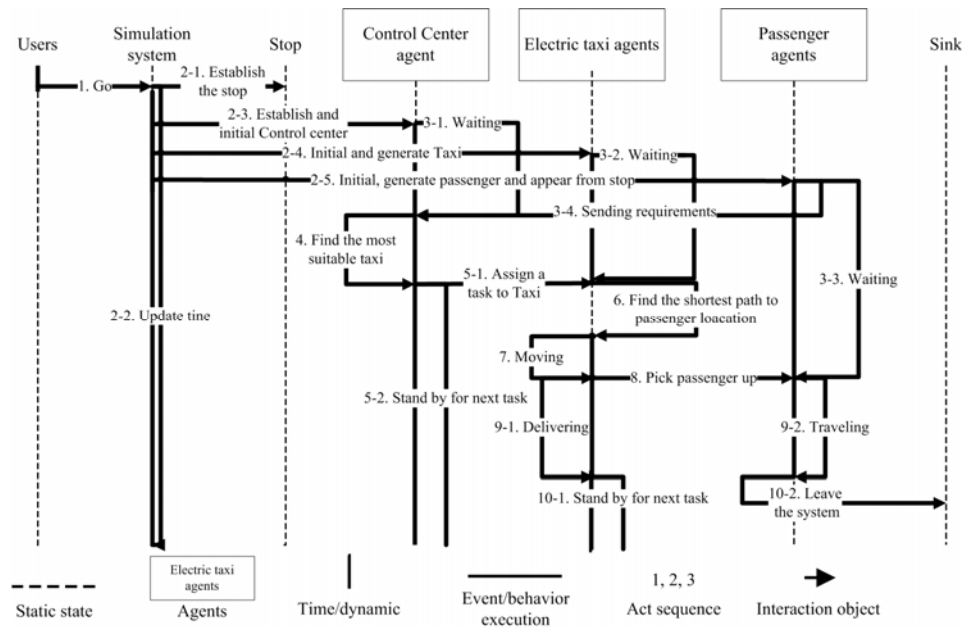 Users
Simulation
system
Stop
Control Center
agent
Electric taxi agents
Passenger
agents
Sink
1. Go
2-1. Establish
the stop
2-3. Establish and
initial Control center
3-1. Waiting
2-4. Initial and generate Taxi
3-2. Waiting
2-5. Initial, generate passenger and appear from stop
3-4. Sending requirements
4. Find the most
suitable taxi
5-1. Assign a
task to Taxi
3-3. Waiting
6. Find the shortest path to
passenger loacation
2-2. Update tine
7. Moving
8. Pick passenger up
5-2. Stand by for next task
9-1. Delivering
9-2. Traveling
10-1. Stand by for next task
10-2. Leave
the system
Electric taxi
agents
1, 2, 3
Static state
Agents
Time/dynamic
Event/behavior
execution
Act sequence
Interaction object